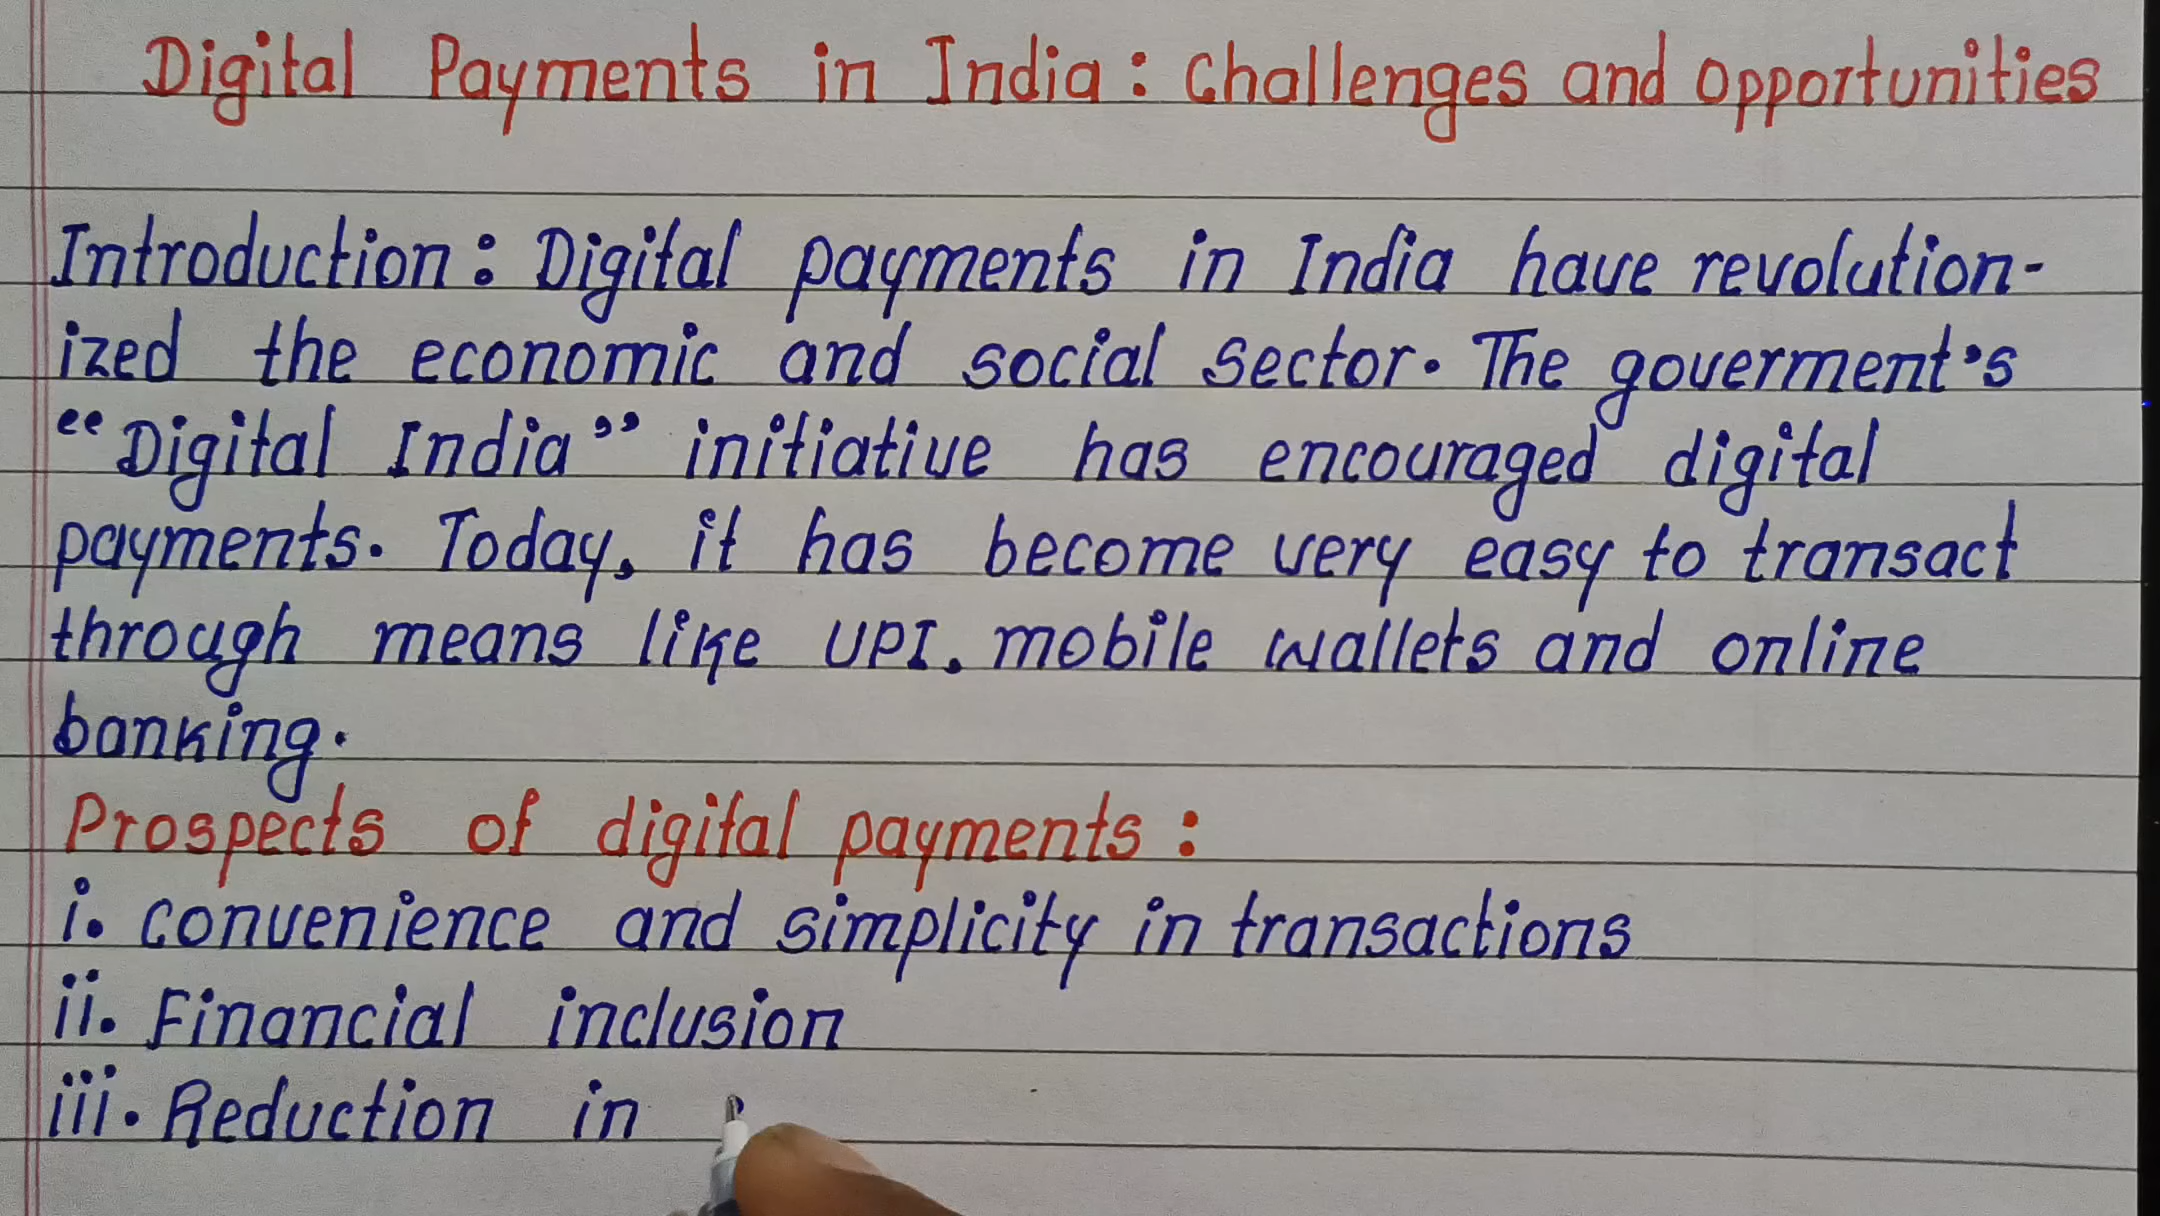 Digital Payments in India: Challenges and Opportunities
Introduction: Digital payments in India have revolution-
ized the economic and social sector. The goverment's
"Digital India" initiative has encouraged digital
payments. Today, it has become very easy to transact
through means like UPI, mobile wallets and online
banking.
Prospects of digital payments:
i. Convenience and simplicity in transactions
ii. Financial inclusion
iii. Reduction in